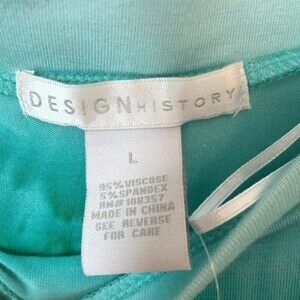 DESIGNHISTORY
L
95% VISCOSE
5% SPANDEX
RN# 108357
MADE IN CHINA
SEE REVERSE
FOR CARE